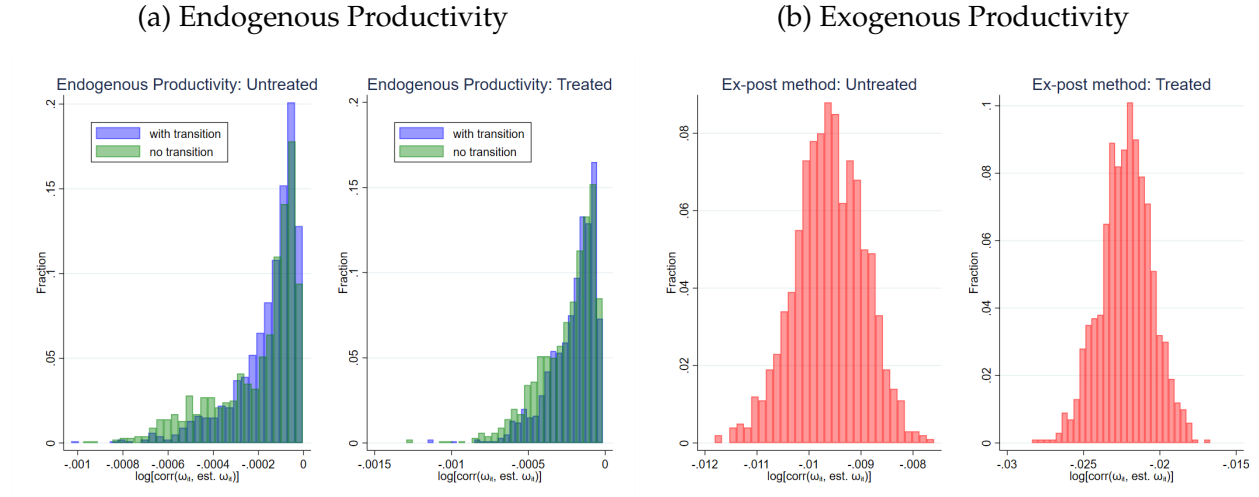 (a) Endogenous Productivity
Endogenous Productivity: Untreated
with transition
no transition
Fraction
.2
.15
.1
.05
0
-.001
-.0008
-.0006
-.0004
-.0002
0
log[corr(ωᵢₜ, est. ωᵢₜ)]
Endogenous Productivity: Treated
with transition
no transition
Fraction
.2
.15
.1
.05
0
-.0015
-.001
-.0005
0
log[corr(ωᵢₜ, est. ωᵢₜ)]
(b) Exogenous Productivity
Ex-post method: Untreated
Fraction
.08
.06
.04
.02
0
-.012
-.011
-.01
-.009
-.008
log[corr(ωᵢₜ, est. ωᵢₜ)]
Ex-post method: Treated
Fraction
.1
.08
.06
.04
.02
0
-.03
-.025
-.02
-.015
log[corr(ωᵢₜ, est. ωᵢₜ)]